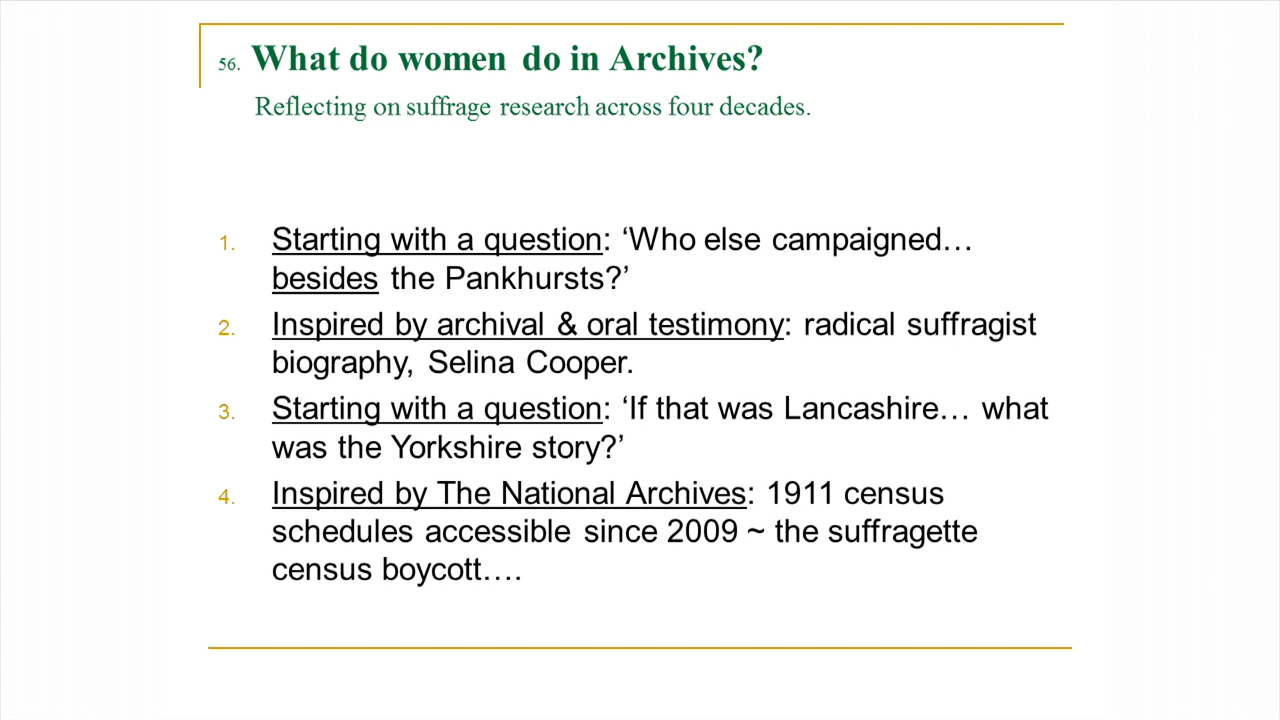 56. What do women do in Archives?
Reflecting on suffrage research across four decades.
1. Starting with a question: ‘Who else campaigned…
besides the Pankhursts?’
2. Inspired by archival & oral testimony: radical suffragist
biography, Selina Cooper.
3. Starting with a question: ‘If that was Lancashire… what
was the Yorkshire story?’
4. Inspired by The National Archives: 1911 census
schedules accessible since 2009 ~ the suffragette
census boycott….